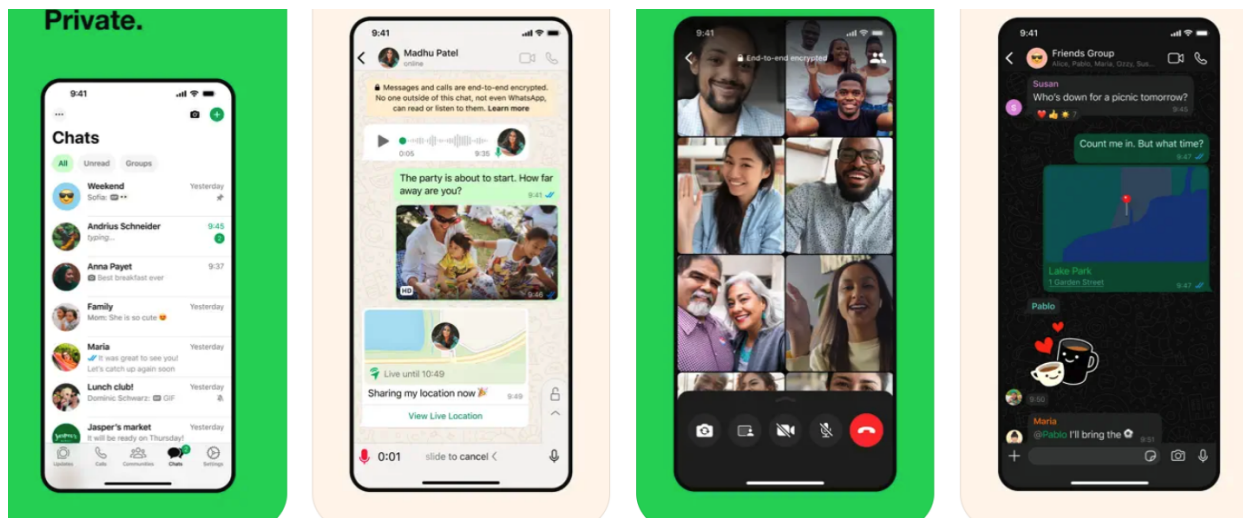 Private.
9:41
Chats
All Unread Groups
Weekend Yesterday
Sofia: GIF
Andrius Schneider 9:45
typing... 2
Anna Payet 9:37
Best breakfast ever
Family Yesterday
Mom: She is so cute 😍
Maria Yesterday
It was great to see you!
Let's catch up again soon
Lunch club! Yesterday
Dominic Schwarz: GIF GIF
Jasper's market Yesterday
It will be ready on Thursday!
2
Updates Calls Communities Chats Settings
9:41
Madhu Patel
online
Messages and calls are end-to-end encrypted.
No one outside of this chat, not even WhatsApp,
can read or listen to them. Learn more
0:05 9:35
The party is about to start. How far
away are you? 9:41
HD 9:46
Live until 10:49
Sharing my location now 🎉 9:49
View Live Location
0:01 slide to cancel <
9:41
End-to-end encrypted
9:41
Friends Group
Alice, Pablo, Maria, Ozzy, Sus...
Susan
Who's down for a picnic tomorrow?
S
9:45
❤️👍☀️ 7
Count me in. But what time?
9:47
Lake Park
1 Garden Street 9:47
Pablo
9:50
Maria
@Pablo I'll bring the ⚽ 9:51